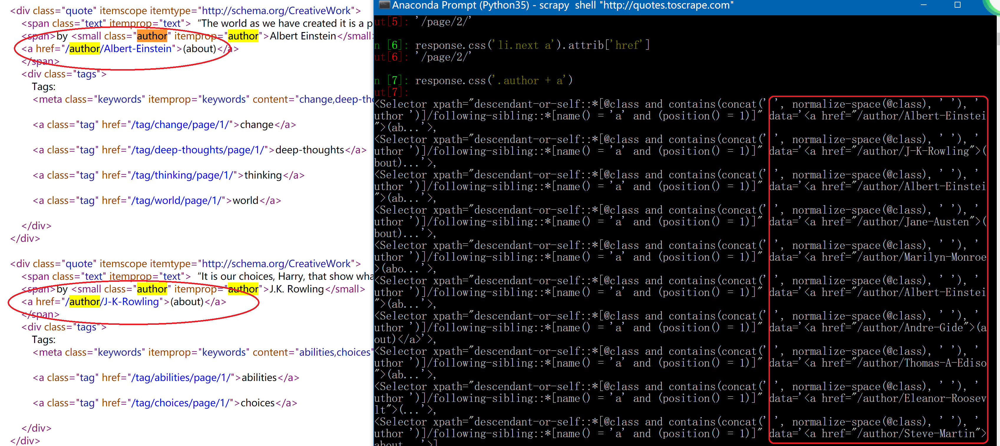 <div class="quote" itemscope itemtype="http://schema.org/CreativeWork">
<span class="text" itemprop="text"> “The world as we have created it is a p
<span>by <small class="author" itemprop="author">Albert Einstein</small>
<a href="/author/Albert-Einstein">(about)</a>
</span>
<div class="tags">
Tags:
<meta class="keywords" itemprop="keywords" content="change,deep-tho
<a class="tag" href="/tag/change/page/1/">change</a>
<a class="tag" href="/tag/deep-thoughts/page/1/">deep-thoughts</a>
<a class="tag" href="/tag/thinking/page/1/">thinking</a>
<a class="tag" href="/tag/world/page/1/">world</a>
</div>
</div>
<div class="quote" itemscope itemtype="http://schema.org/CreativeWork">
<span class="text" itemprop="text"> “It is our choices, Harry, that show wha
<span>by <small class="author" itemprop="author">J.K. Rowling</small>
<a href="/author/J-K-Rowling">(about)</a>
</span>
<div class="tags">
Tags:
<meta class="keywords" itemprop="keywords" content="abilities,choices"
<a class="tag" href="/tag/abilities/page/1/">abilities</a>
<a class="tag" href="/tag/choices/page/1/">choices</a>
</div>
</div>
Anaconda Prompt (Python35) - scrapy  shell "http://quotes.toscrape.com"
ut[5]: '/page/2/'
n [6]: response.css('li.next a').attrib['href']
ut[6]: '/page/2/'
n [7]: response.css('.author + a')
ut[7]:
<Selector xpath="descendant-or-self::*[@class and contains(concat(' ', normalize-space(@class), ' '), '
uthor ')]/following-sibling::*[name() = 'a' and (position() = 1)]" data='<a href="/author/Albert-Einstei
">(ab...'>,
<Selector xpath="descendant-or-self::*[@class and contains(concat(' ', normalize-space(@class), ' '), '
uthor ')]/following-sibling::*[name() = 'a' and (position() = 1)]" data='<a href="/author/J-K-Rowling">(
bout)...'>,
<Selector xpath="descendant-or-self::*[@class and contains(concat(' ', normalize-space(@class), ' '), '
uthor ')]/following-sibling::*[name() = 'a' and (position() = 1)]" data='<a href="/author/Albert-Einstei
">(ab...'>,
<Selector xpath="descendant-or-self::*[@class and contains(concat(' ', normalize-space(@class), ' '), '
uthor ')]/following-sibling::*[name() = 'a' and (position() = 1)]" data='<a href="/author/Jane-Austen">(
bout)...'>,
<Selector xpath="descendant-or-self::*[@class and contains(concat(' ', normalize-space(@class), ' '), '
uthor ')]/following-sibling::*[name() = 'a' and (position() = 1)]" data='<a href="/author/Marilyn-Monroe
>(abo...'>,
<Selector xpath="descendant-or-self::*[@class and contains(concat(' ', normalize-space(@class), ' '), '
uthor ')]/following-sibling::*[name() = 'a' and (position() = 1)]" data='<a href="/author/Albert-Einstei
">(ab...'>,
<Selector xpath="descendant-or-self::*[@class and contains(concat(' ', normalize-space(@class), ' '), '
uthor ')]/following-sibling::*[name() = 'a' and (position() = 1)]" data='<a href="/author/Andre-Gide">(a
out)</a>'>,
<Selector xpath="descendant-or-self::*[@class and contains(concat(' ', normalize-space(@class), ' '), '
uthor ')]/following-sibling::*[name() = 'a' and (position() = 1)]" data='<a href="/author/Thomas-A-Ediso
">(ab...'>,
<Selector xpath="descendant-or-self::*[@class and contains(concat(' ', normalize-space(@class), ' '), '
uthor ')]/following-sibling::*[name() = 'a' and (position() = 1)]" data='<a href="/author/Eleanor-Roosev
lt">(...'>,
<Selector xpath="descendant-or-self::*[@class and contains(concat(' ', normalize-space(@class), ' '), '
uthor ')]/following-sibling::*[name() = 'a' and (position() = 1)]" data='<a href="/author/Steve-Martin">
about...'>]